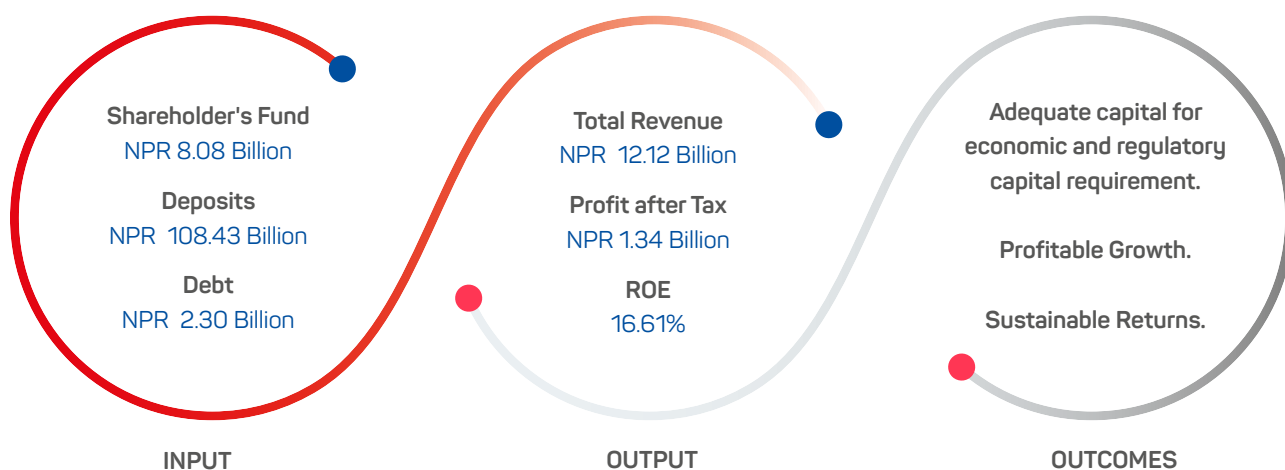 Shareholder's Fund
NPR 8.08 Billion
Deposits
NPR 108.43 Billion
Debt
NPR 2.30 Billion
INPUT
Total Revenue
NPR 12.12 Billion
Profit after Tax
NPR 1.34 Billion
ROE
16.61%
OUTPUT
Adequate capital for
economic and regulatory
capital requirement.
Profitable Growth.
Sustainable Returns.
OUTCOMES